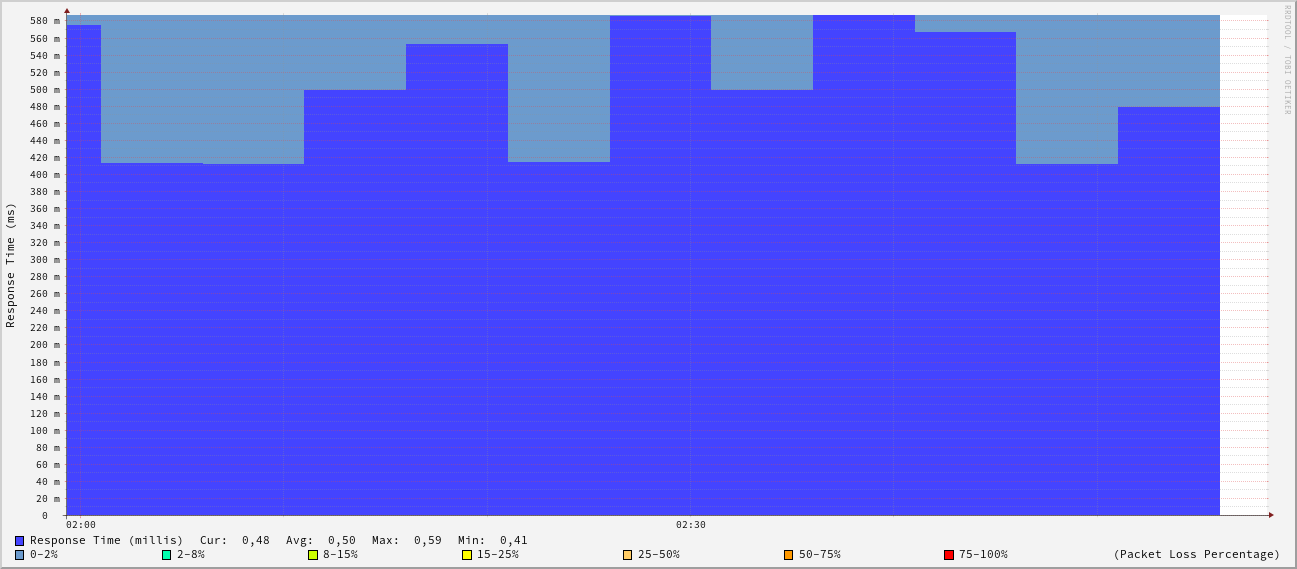 RRDTOOL / TOBI OETIKER
Response Time (ms)
580 m
560 m
540 m
520 m
500 m
480 m
460 m
440 m
420 m
400 m
380 m
360 m
340 m
320 m
300 m
280 m
260 m
240 m
220 m
200 m
180 m
160 m
140 m
120 m
100 m
80 m
60 m
40 m
20 m
0
02:00 02:30
Response Time (millis) Cur: 0,48 Avg: 0,50 Max: 0,59 Min: 0,41
0-2% 2-8% 8-15% 15-25% 25-50% 50-75% 75-100% (Packet Loss Percentage)